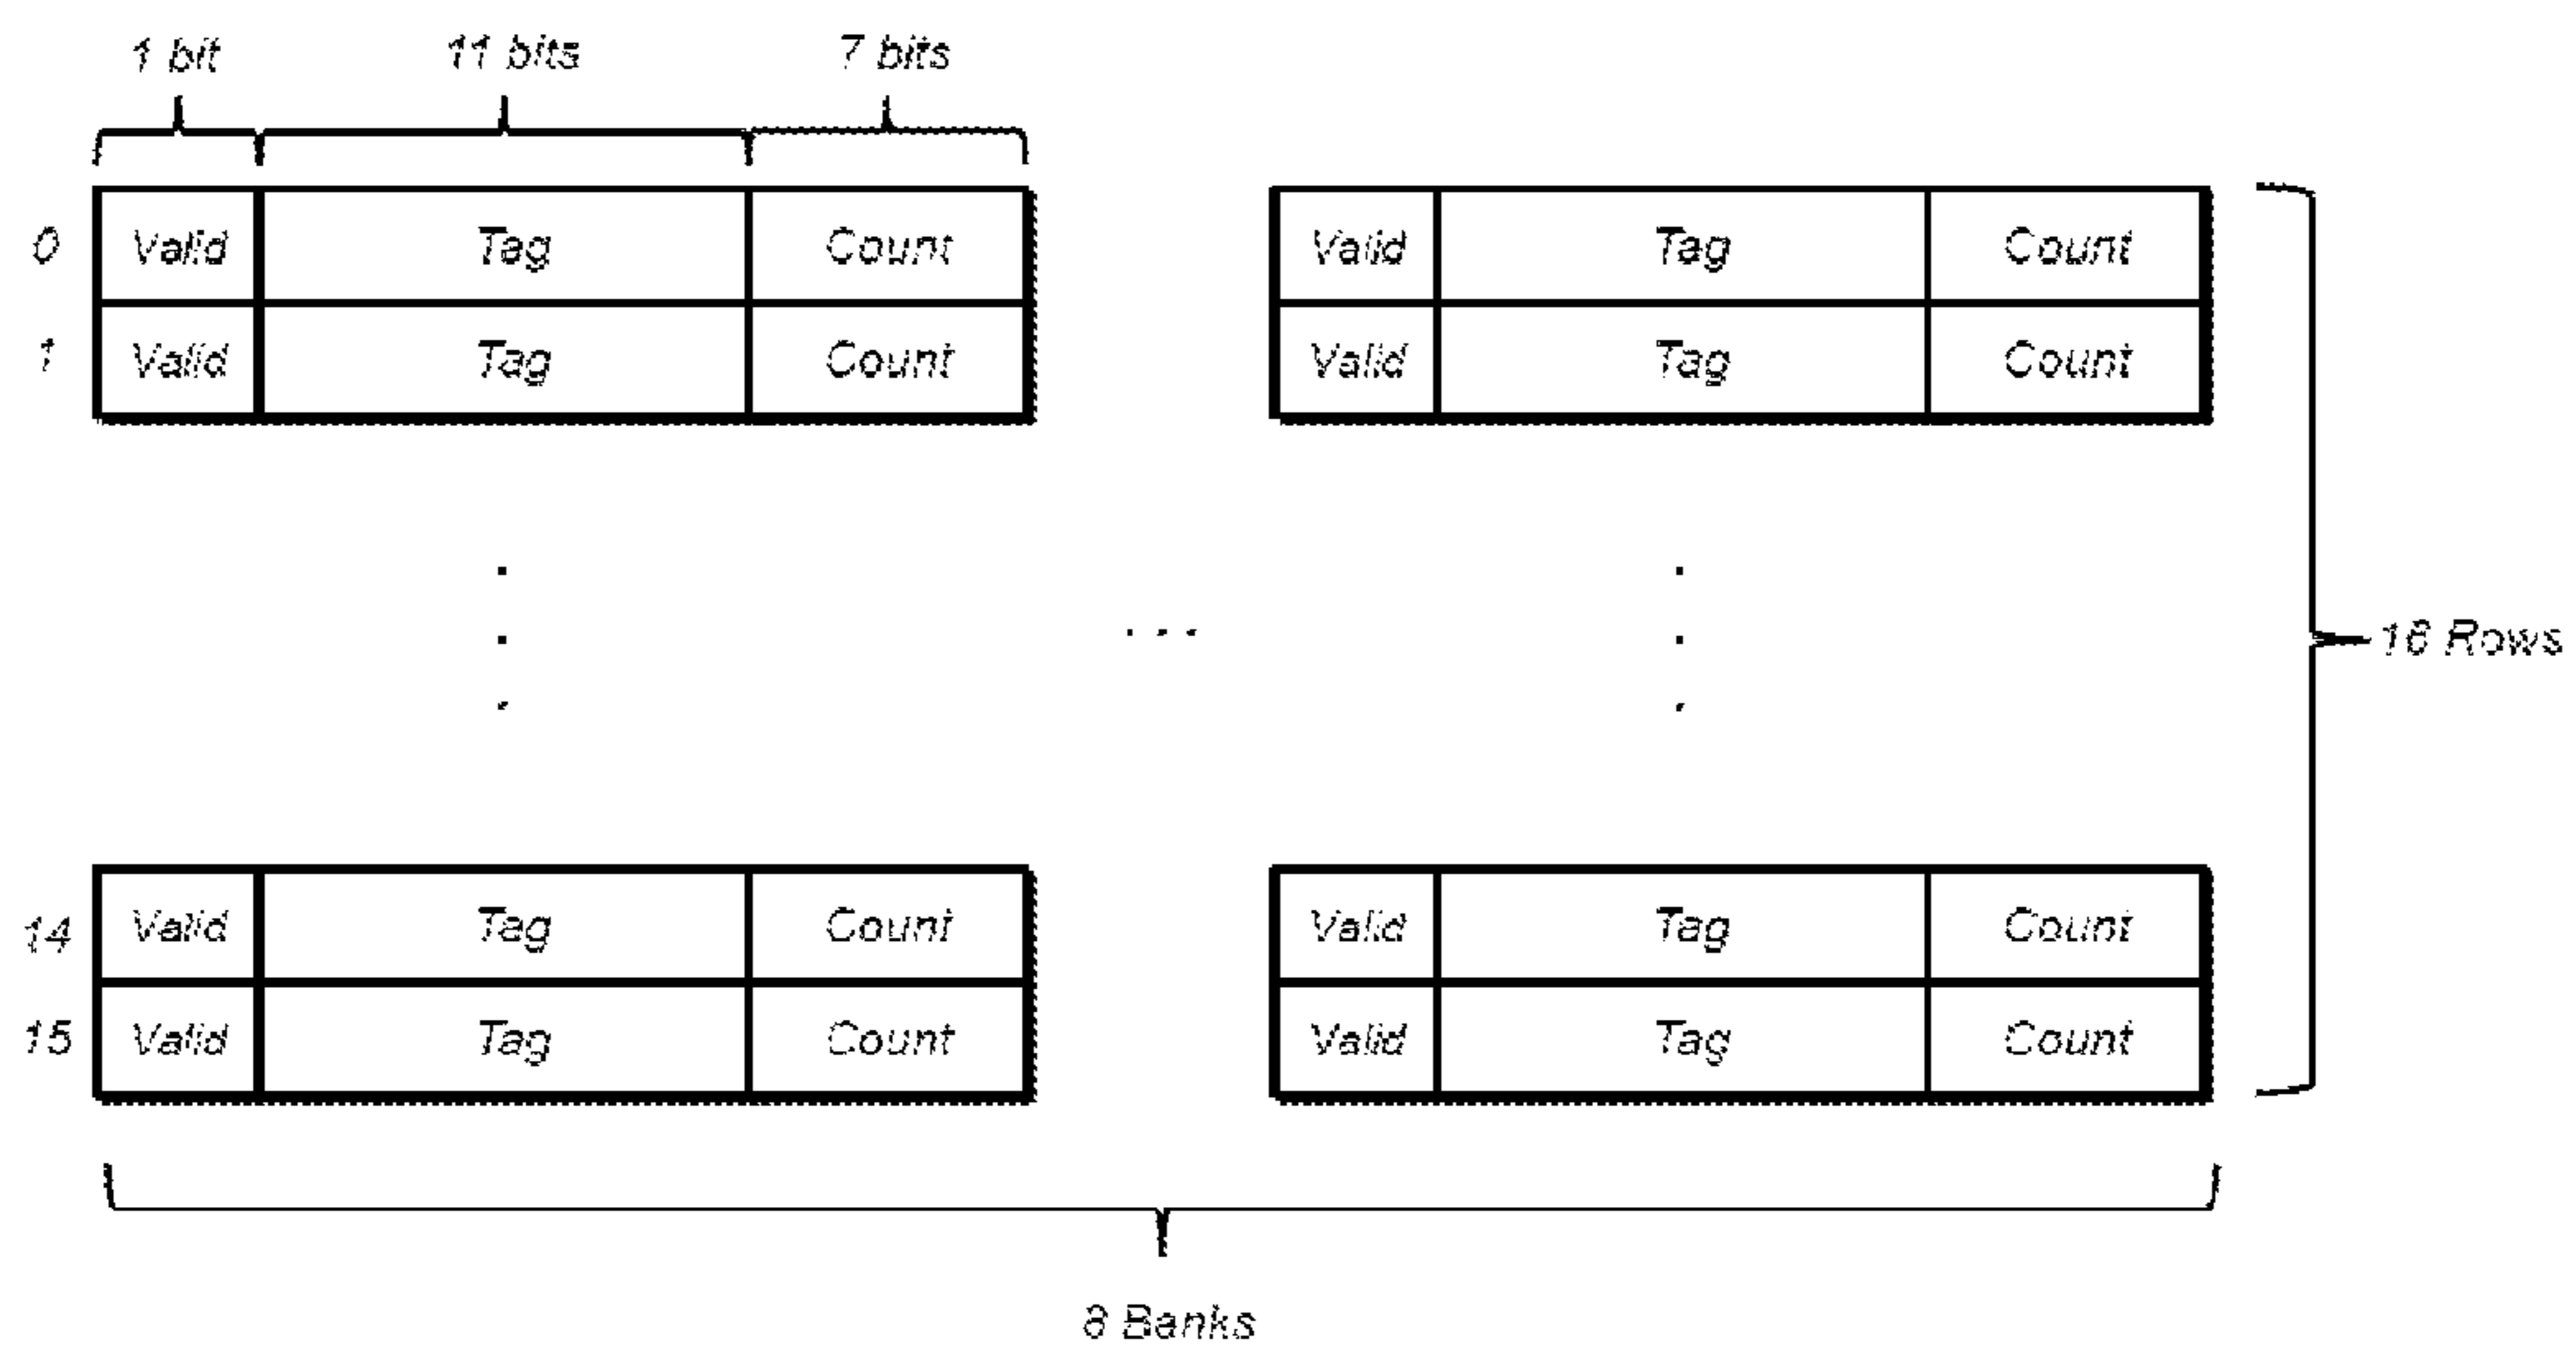 1 bit 11 bits 7 bits
0 Valid Tag Count Valid Tag Count
1 Valid Tag Count Valid Tag Count
. . .
. . .
16 Rows
14 Valid Tag Count Valid Tag Count
15 Valid Tag Count Valid Tag Count
8 Banks